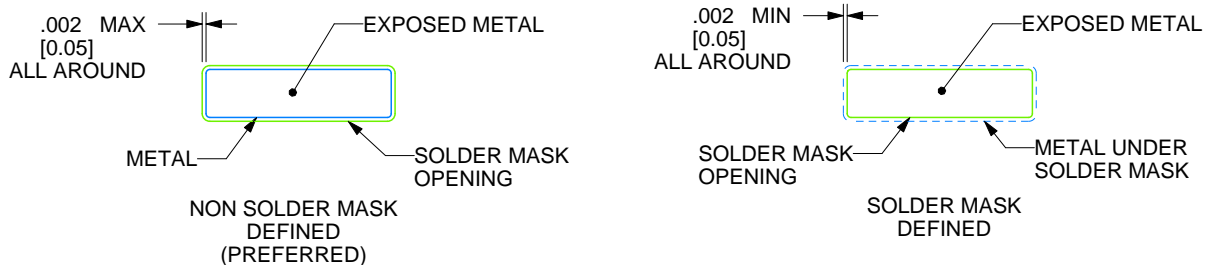 .002 MAX
[0.05]
ALL AROUND
EXPOSED METAL
METAL
SOLDER MASK
OPENING
NON SOLDER MASK
DEFINED
(PREFERRED)
.002 MIN
[0.05]
ALL AROUND
EXPOSED METAL
SOLDER MASK
OPENING
METAL UNDER
SOLDER MASK
SOLDER MASK
DEFINED